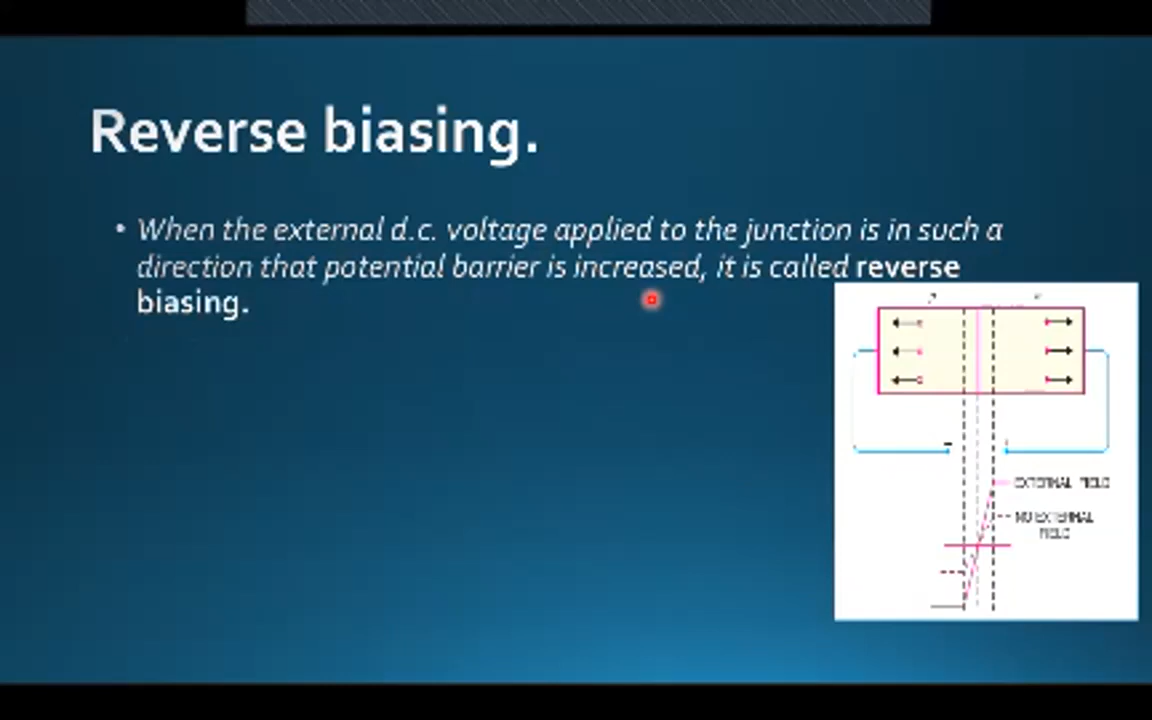 Reverse biasing.
• When the external d.c. voltage applied to the junction is in such a
direction that potential barrier is increased, it is called reverse
biasing.
EXTERNAL FIELD
NO EXTERNAL
FIELD